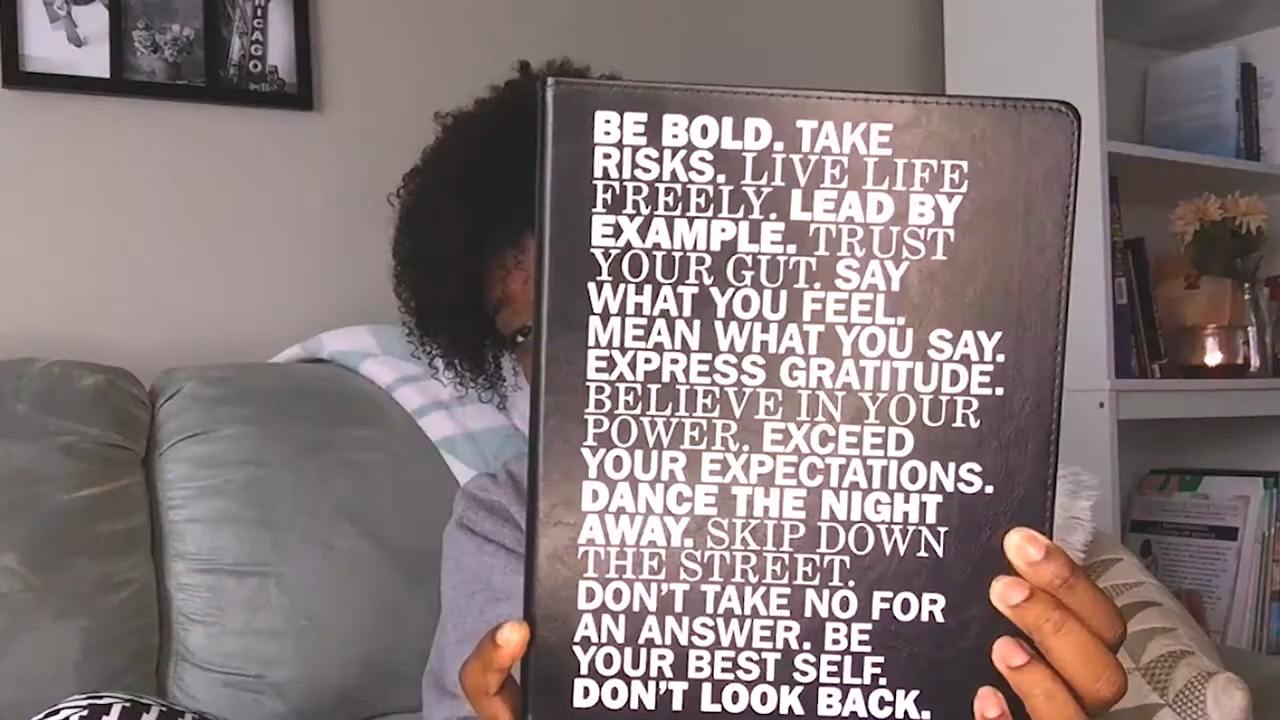 CHICAGO
BE BOLD. TAKE
RISKS. LIVE LIFE
FREELY. LEAD BY
EXAMPLE. TRUST
YOUR GUT. SAY
WHAT YOU FEEL.
MEAN WHAT YOU SAY.
EXPRESS GRATITUDE.
BELIEVE IN YOUR
POWER. EXCEED
YOUR EXPECTATIONS.
DANCE THE NIGHT
AWAY. SKIP DOWN
THE STREET.
DON'T TAKE NO FOR
AN ANSWER. BE
YOUR BEST SELF.
DON'T LOOK BACK.